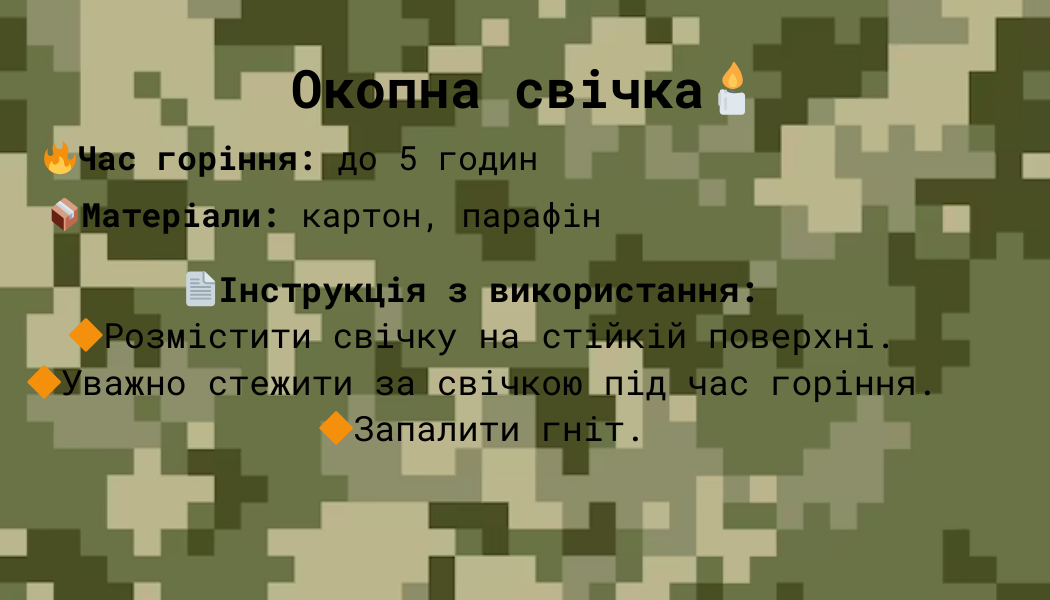 Окопна свічка🕯️
🔥Час горіння: до 5 годин
🧱Матеріали: картон, парафін
📄Інструкція з використання:
🔶Розмістити свічку на стійкій поверхні.
🔶Уважно стежити за свічкою під час горіння.
🔶Запалити гніт.